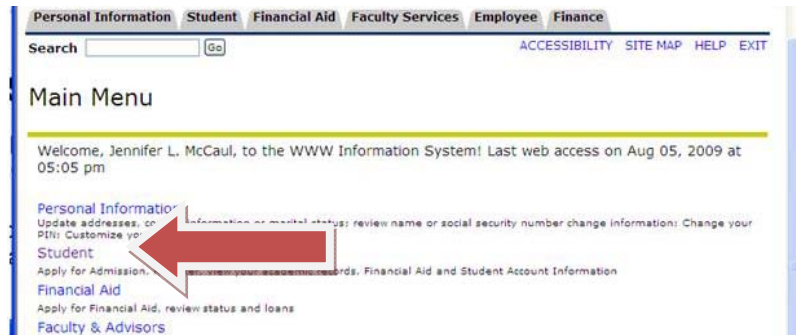 Personal Information Student Financial Aid Faculty Services Employee Finance
Search Go ACCESSIBILITY SITE MAP HELP EXIT
Main Menu
Welcome, Jennifer L. McCaul, to the WWW Information System! Last web access on Aug 05, 2009 at
05:05 pm
Personal Information
Update addresses, information or marital status; review name or social security number change information; Change your
PIN; Customize
Student
Apply for Admission, view your academic records, Financial Aid and Student Account Information
Financial Aid
Apply for Financial Aid, review status and loans
Faculty & Advisors